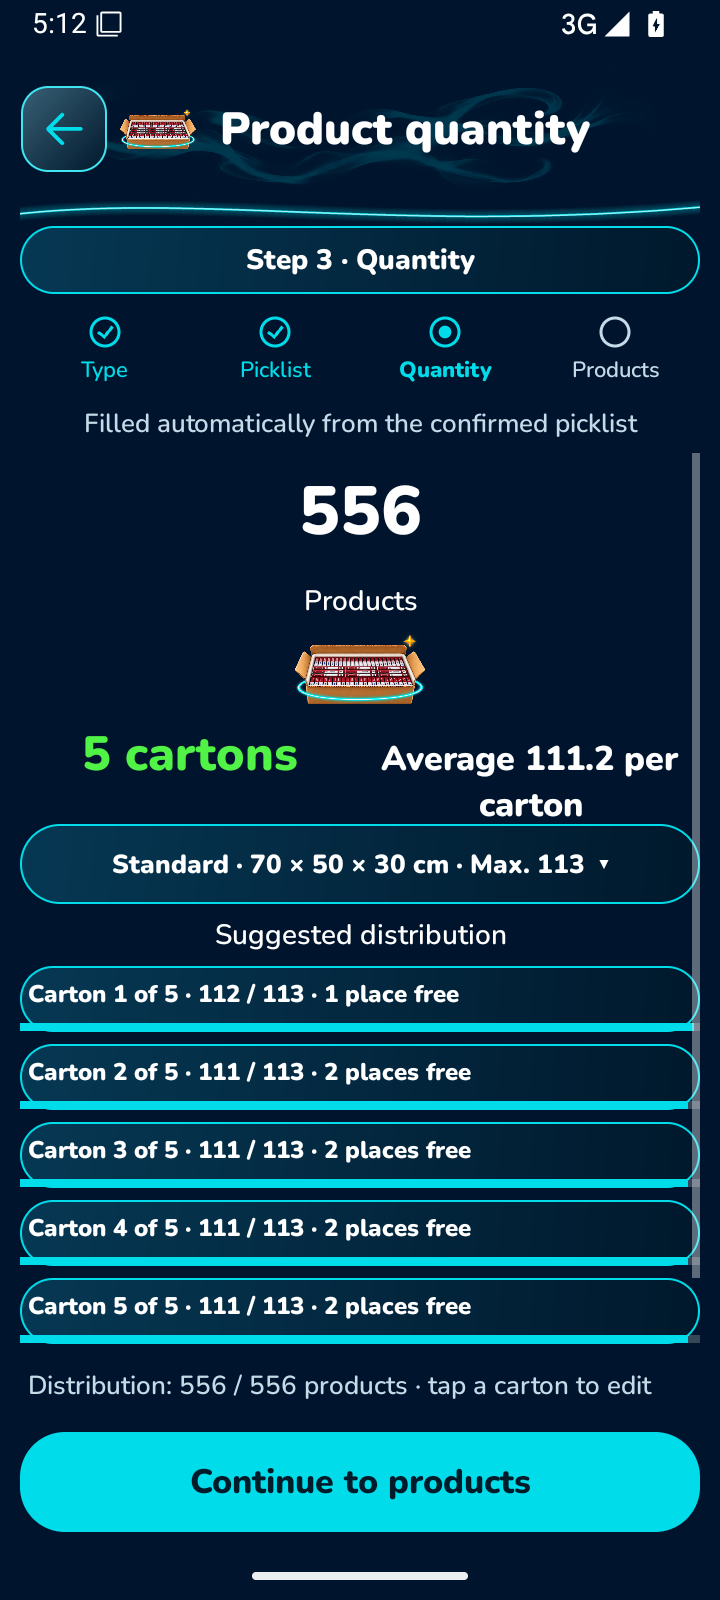 5:12
3G
Product quantity
Step 3 · Quantity
Type
Picklist
Quantity
Products
Filled automatically from the confirmed picklist
556
Products
5 cartons
Average 111.2 per
carton
Standard · 70 × 50 × 30 cm · Max. 113 ▼
Suggested distribution
Carton 1 of 5 · 112 / 113 · 1 place free
Carton 2 of 5 · 111 / 113 · 2 places free
Carton 3 of 5 · 111 / 113 · 2 places free
Carton 4 of 5 · 111 / 113 · 2 places free
Carton 5 of 5 · 111 / 113 · 2 places free
Distribution: 556 / 556 products · tap a carton to edit
Continue to products